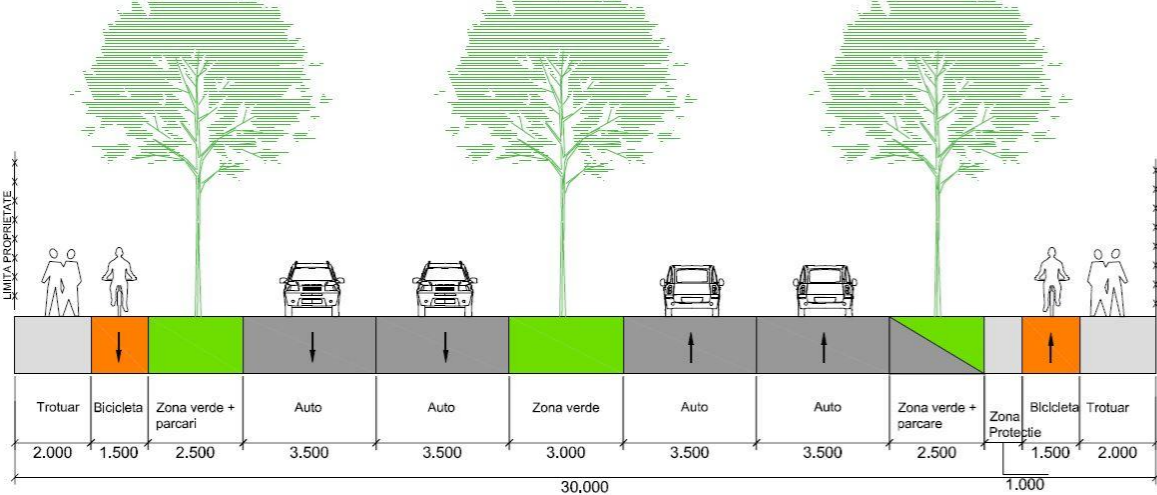 LIMITA PROPRIETATE
Trotuar
Bicicleta
Zona verde +
parcari
Auto
Auto
Zona verde
Auto
Auto
Zona verde +
parcare
Zona
Protectie
Bicicleta
Trotuar
2.000
1.500
2.500
3.500
3.500
3.000
3.500
3.500
2.500
1.500
2.000
1.000
30,000